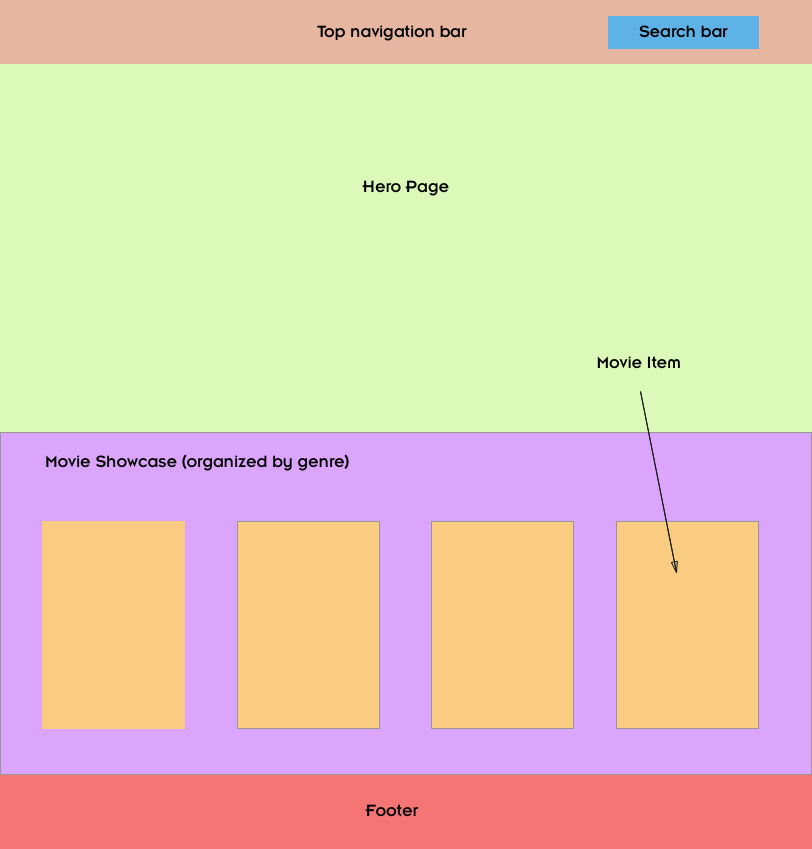 Top navigation bar
Search bar
Hero Page
Movie Item
Movie Showcase (organized by genre)
Footer